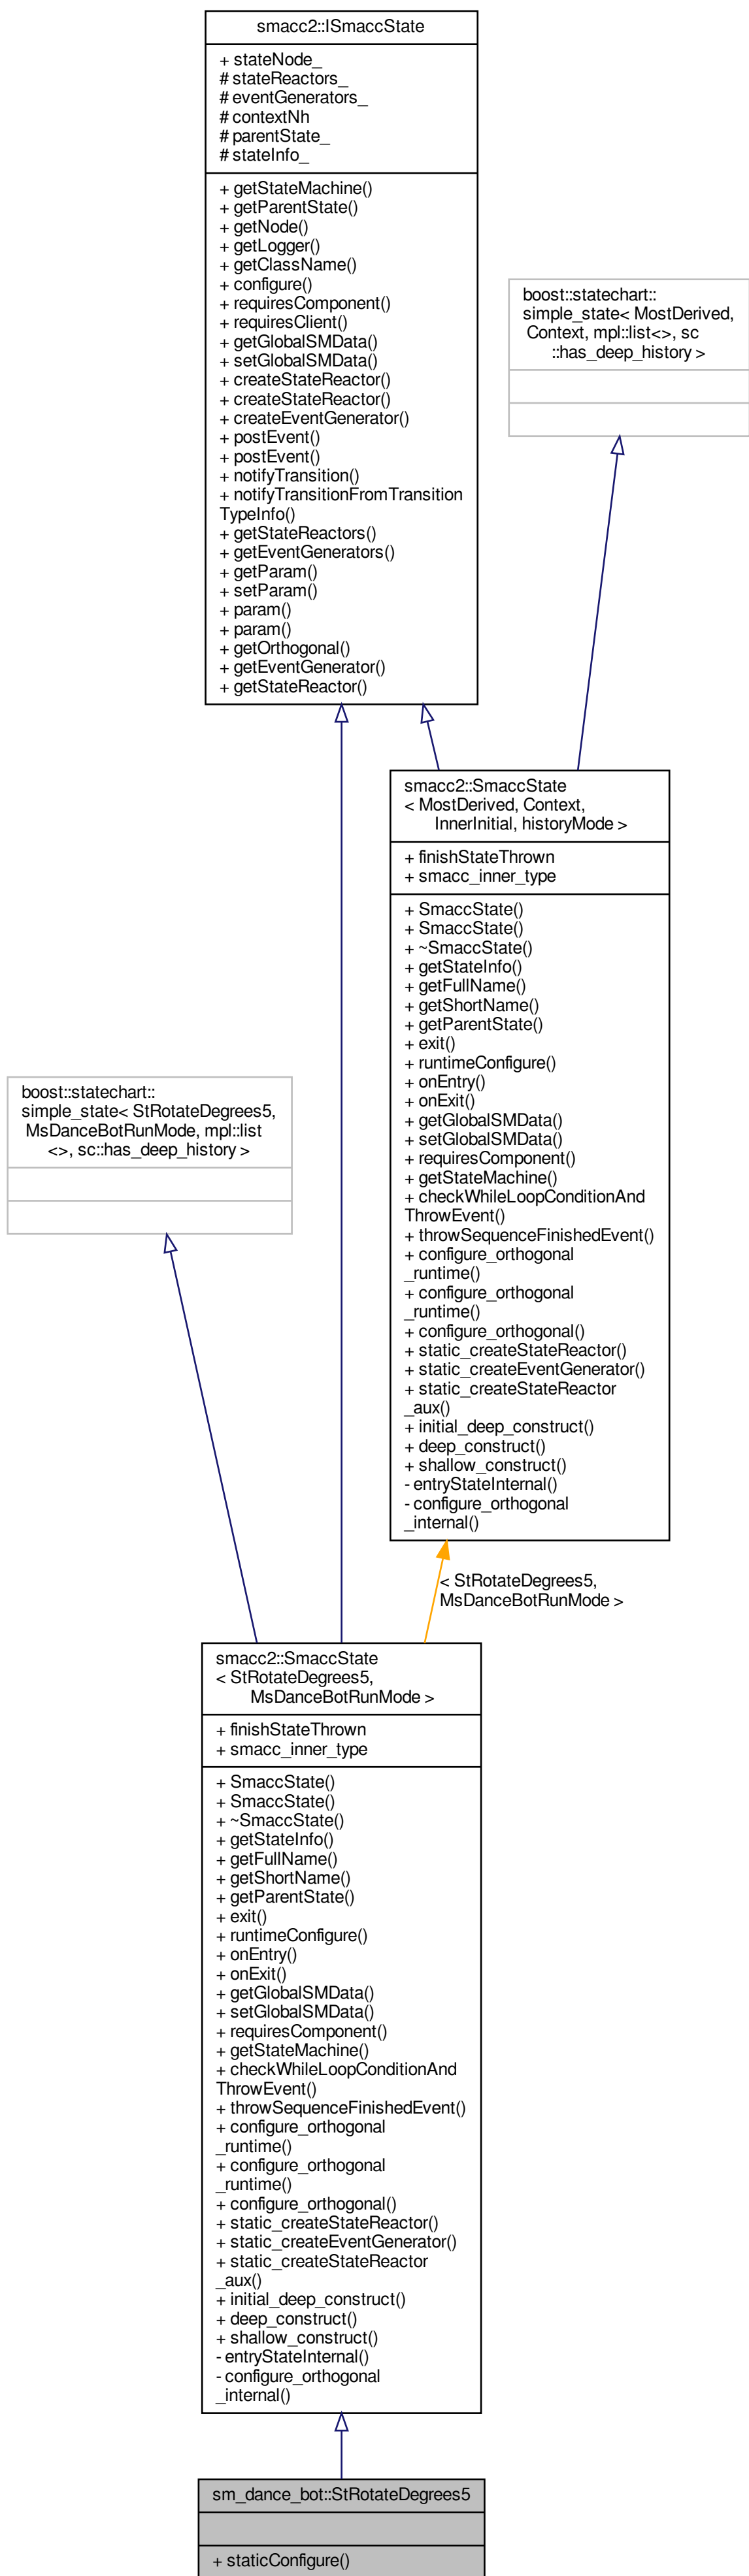 smacc2::ISmaccState
+ stateNode_
# stateReactors_
# eventGenerators_
# contextNh
# parentState_
# stateInfo_
+ getStateMachine()
+ getParentState()
+ getNode()
+ getLogger()
+ getClassName()
+ configure()
+ requiresComponent()
+ requiresClient()
+ getGlobalSMData()
+ setGlobalSMData()
+ createStateReactor()
+ createStateReactor()
+ createEventGenerator()
+ postEvent()
+ postEvent()
+ notifyTransition()
+ notifyTransitionFromTransition
TypeInfo()
+ getStateReactors()
+ getEventGenerators()
+ getParam()
+ setParam()
+ param()
+ param()
+ getOrthogonal()
+ getEventGenerator()
+ getStateReactor()
boost::statechart::
simple_state< MostDerived,
Context, mpl::list<>, sc
::has_deep_history >
smacc2::SmaccState
< MostDerived, Context,
InnerInitial, historyMode >
+ finishStateThrown
+ smacc_inner_type
+ SmaccState()
+ SmaccState()
+ ~SmaccState()
+ getStateInfo()
+ getFullName()
+ getShortName()
+ getParentState()
+ exit()
+ runtimeConfigure()
+ onEntry()
+ onExit()
+ getGlobalSMData()
+ setGlobalSMData()
+ requiresComponent()
+ getStateMachine()
+ checkWhileLoopConditionAnd
ThrowEvent()
+ throwSequenceFinishedEvent()
+ configure_orthogonal
_runtime()
+ configure_orthogonal
_runtime()
+ configure_orthogonal()
+ static_createStateReactor()
+ static_createEventGenerator()
+ static_createStateReactor
_aux()
+ initial_deep_construct()
+ deep_construct()
+ shallow_construct()
- entryStateInternal()
- configure_orthogonal
_internal()
boost::statechart::
simple_state< StRotateDegrees5,
MsDanceBotRunMode, mpl::list
<>, sc::has_deep_history >
< StRotateDegrees5,
MsDanceBotRunMode >
smacc2::SmaccState
< StRotateDegrees5,
MsDanceBotRunMode >
+ finishStateThrown
+ smacc_inner_type
+ SmaccState()
+ SmaccState()
+ ~SmaccState()
+ getStateInfo()
+ getFullName()
+ getShortName()
+ getParentState()
+ exit()
+ runtimeConfigure()
+ onEntry()
+ onExit()
+ getGlobalSMData()
+ setGlobalSMData()
+ requiresComponent()
+ getStateMachine()
+ checkWhileLoopConditionAnd
ThrowEvent()
+ throwSequenceFinishedEvent()
+ configure_orthogonal
_runtime()
+ configure_orthogonal
_runtime()
+ configure_orthogonal()
+ static_createStateReactor()
+ static_createEventGenerator()
+ static_createStateReactor
_aux()
+ initial_deep_construct()
+ deep_construct()
+ shallow_construct()
- entryStateInternal()
- configure_orthogonal
_internal()
sm_dance_bot::StRotateDegrees5
+ staticConfigure()